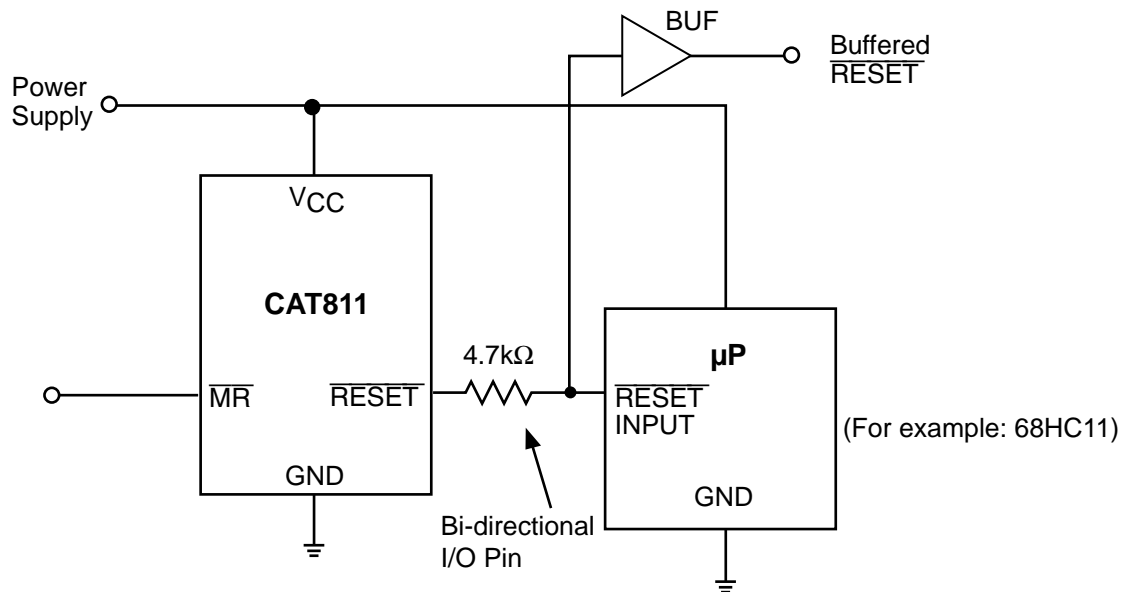 BUF
Buffered
RESET
Power
Supply
VCC
CAT811
4.7kΩ
µP
MR
RESET
RESET
INPUT
(For example: 68HC11)
GND
GND
Bi-directional
I/O Pin